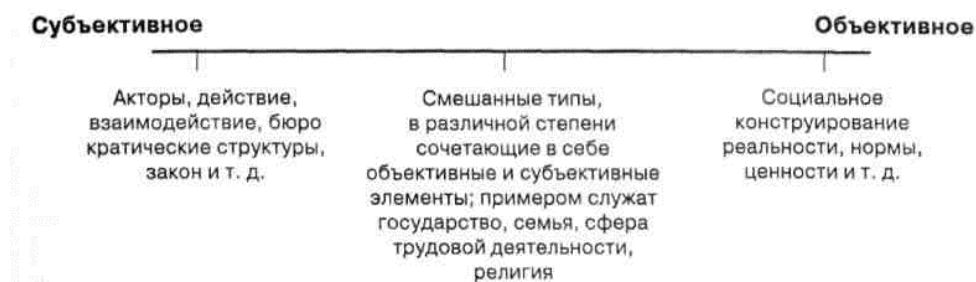 Субъективное
Объективное
Акторы, действие,
взаимодействие, бюро
кратические структуры,
закон и т. д.
Смешанные типы,
в различной степени
сочетающие в себе
объективные и субъективные
элементы; примером служат
государство, семья, сфера
трудовой деятельности,
религия
Социальное
конструирование
реальности, нормы,
ценности и т. д.